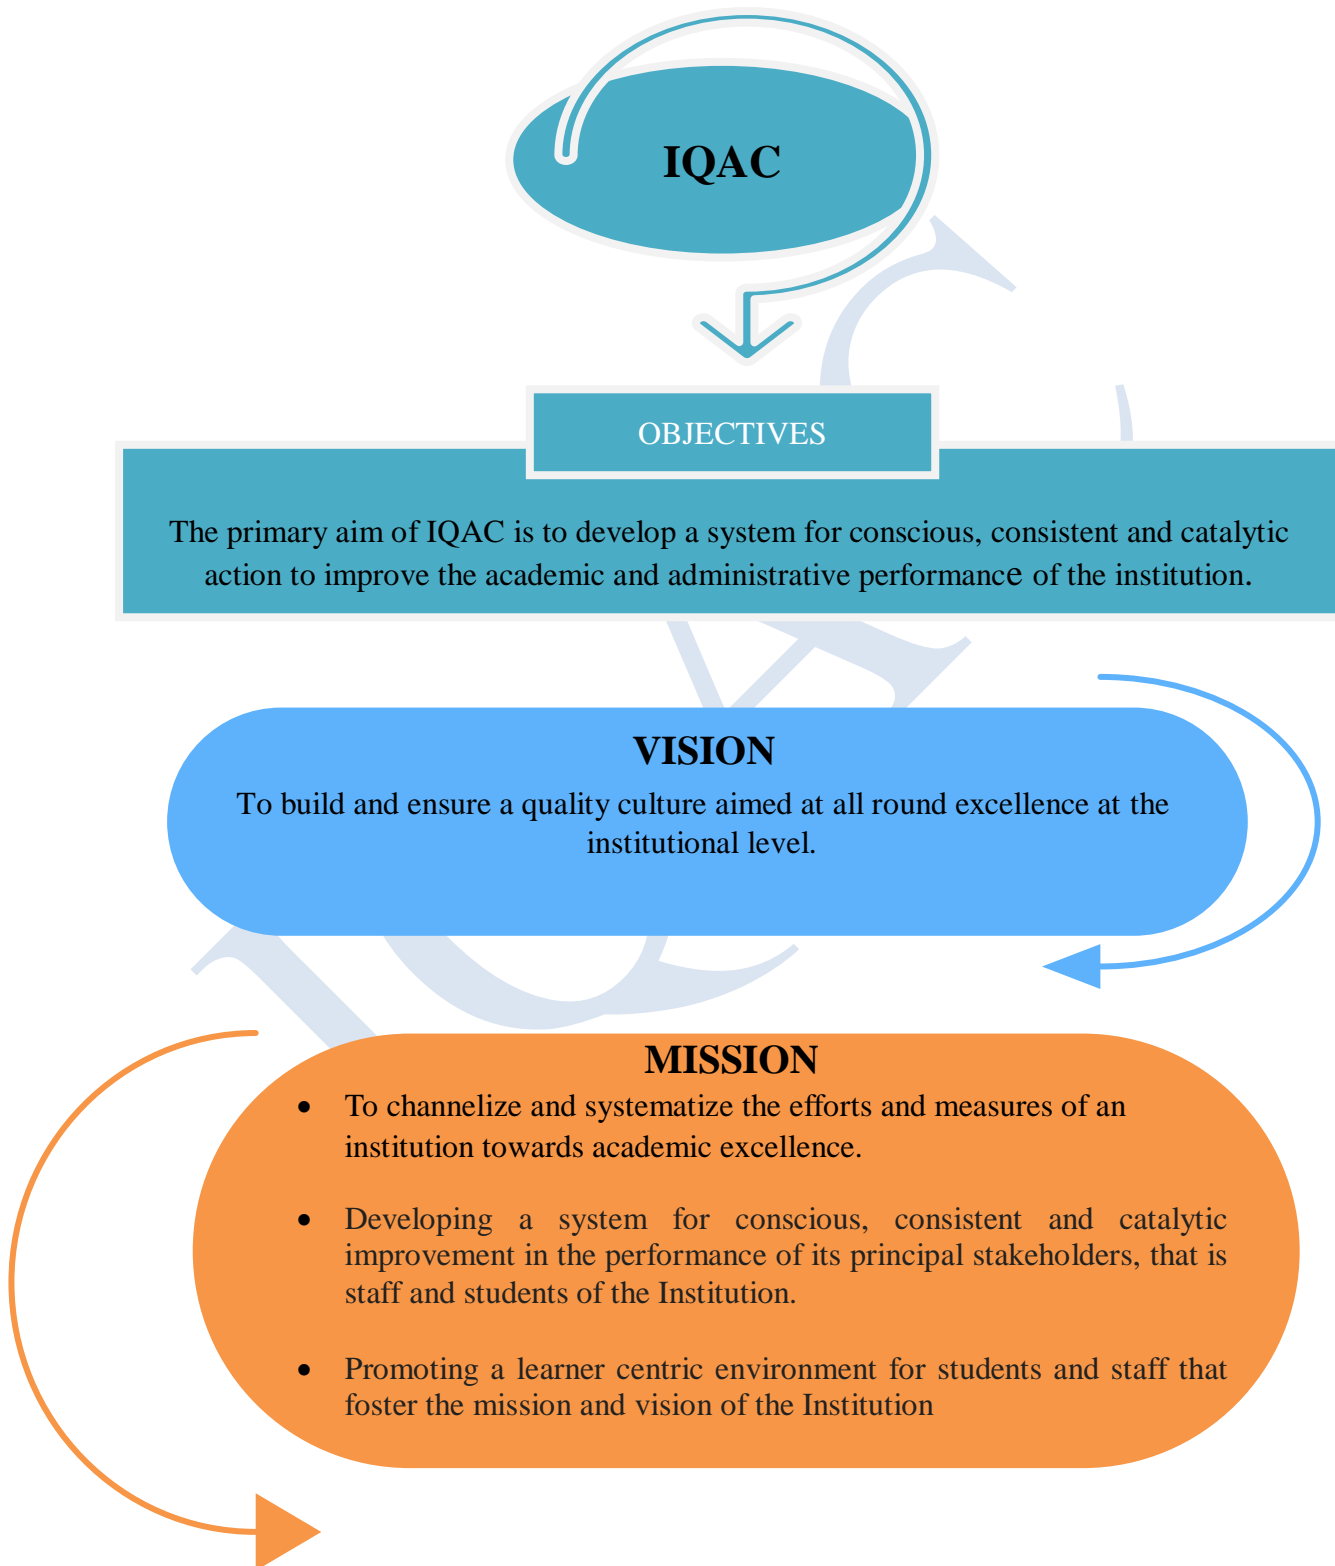 IQAC
OBJECTIVES
The primary aim of IQAC is to develop a system for conscious, consistent and catalytic
action to improve the academic and administrative performance of the institution.
VISION
To build and ensure a quality culture aimed at all round excellence at the
institutional level.
MISSION
• To channelize and systematize the efforts and measures of an
institution towards academic excellence.
• Developing a system for conscious, consistent and catalytic
improvement in the performance of its principal stakeholders, that is
staff and students of the Institution.
• Promoting a learner centric environment for students and staff that
foster the mission and vision of the Institution
IQAC